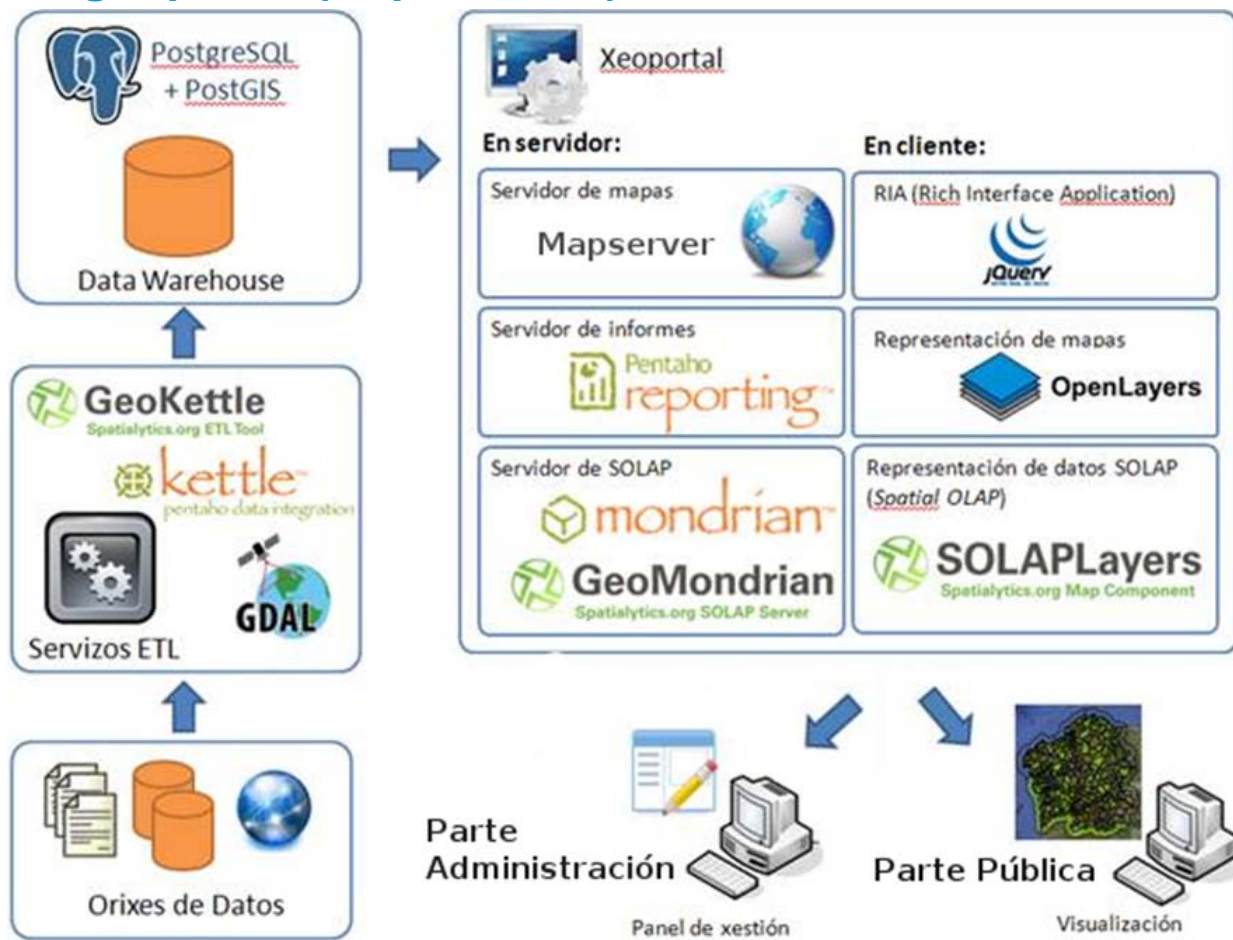 PostgreSQL
+ PostGIS
Data Warehouse
GeoKettle
Spatialytics.org ETL Tool
kettle™
pentaho data integration
GDAL
Servizos ETL
Orixes de Datos
Xeoportal
En servidor:
Servidor de mapas
Mapserver
Servidor de informes
Pentaho
reporting™
Servidor de SOLAP
mondrian™
GeoMondrian
Spatialytics.org SOLAP Server
En cliente:
RIA (Rich Interface Application)
jQuery
Representación de mapas
OpenLayers
Representación de datos SOLAP
(Spatial OLAP)
SOLAPLayers
Spatialytics.org Map Component
Parte
Administración
Panel de xestión
Parte Pública
Visualización